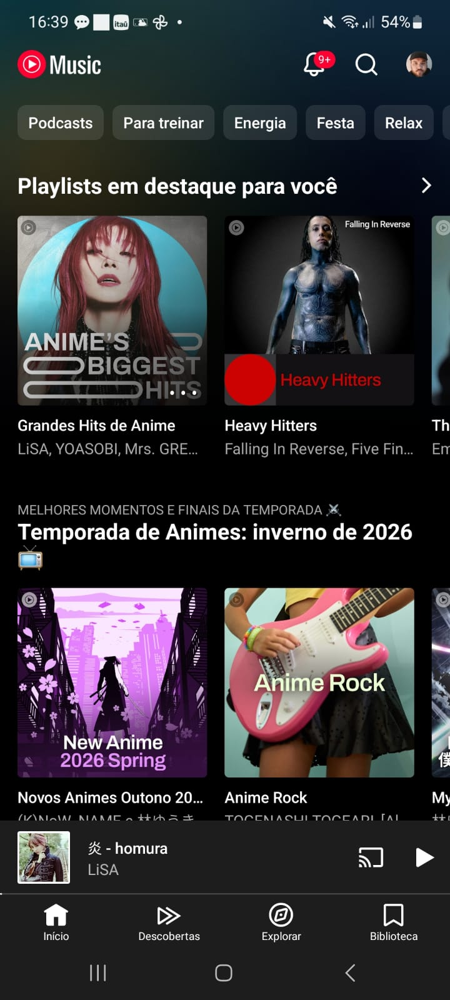 16:39
itaú
54%
Music
9+
Podcasts
Para treinar
Energia
Festa
Relax
Playlists em destaque para você
Falling In Reverse
ANIME'S
BIGGEST
HITS
Heavy Hitters
Grandes Hits de Anime
Heavy Hitters
Th
LiSA, YOASOBI, Mrs. GRE...
Falling In Reverse, Five Fin...
Em
MELHORES MOMENTOS E FINAIS DA TEMPORADA ⚔️
Temporada de Animes: inverno de 2026
📺
New Anime
2026 Spring
Anime Rock
僕
Novos Animes Outono 20...
Anime Rock
My
炎 - homura
LiSA
Início
Descobertas
Explorar
Biblioteca